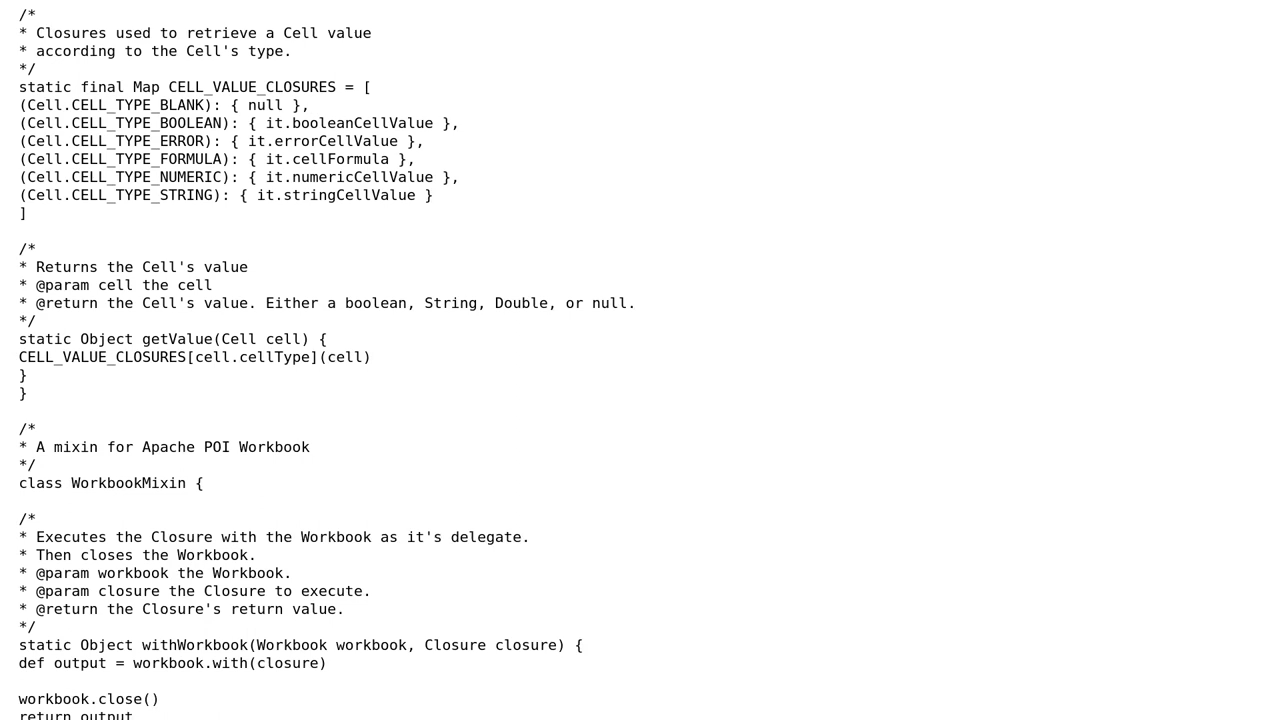 /*
* Closures used to retrieve a Cell value
* according to the Cell's type.
*/
static final Map CELL_VALUE_CLOSURES = [
(Cell.CELL_TYPE_BLANK): { null },
(Cell.CELL_TYPE_BOOLEAN): { it.booleanCellValue },
(Cell.CELL_TYPE_ERROR): { it.errorCellValue },
(Cell.CELL_TYPE_FORMULA): { it.cellFormula },
(Cell.CELL_TYPE_NUMERIC): { it.numericCellValue },
(Cell.CELL_TYPE_STRING): { it.stringCellValue }
]

/*
* Returns the Cell's value
* @param cell the cell
* @return the Cell's value. Either a boolean, String, Double, or null.
*/
static Object getValue(Cell cell) {
CELL_VALUE_CLOSURES[cell.cellType](cell)
}
}

/*
* A mixin for Apache POI Workbook
*/
class WorkbookMixin {

/*
* Executes the Closure with the Workbook as it's delegate.
* Then closes the Workbook.
* @param workbook the Workbook.
* @param closure the Closure to execute.
* @return the Closure's return value.
*/
static Object withWorkbook(Workbook workbook, Closure closure) {
def output = workbook.with(closure)

workbook.close()
return output